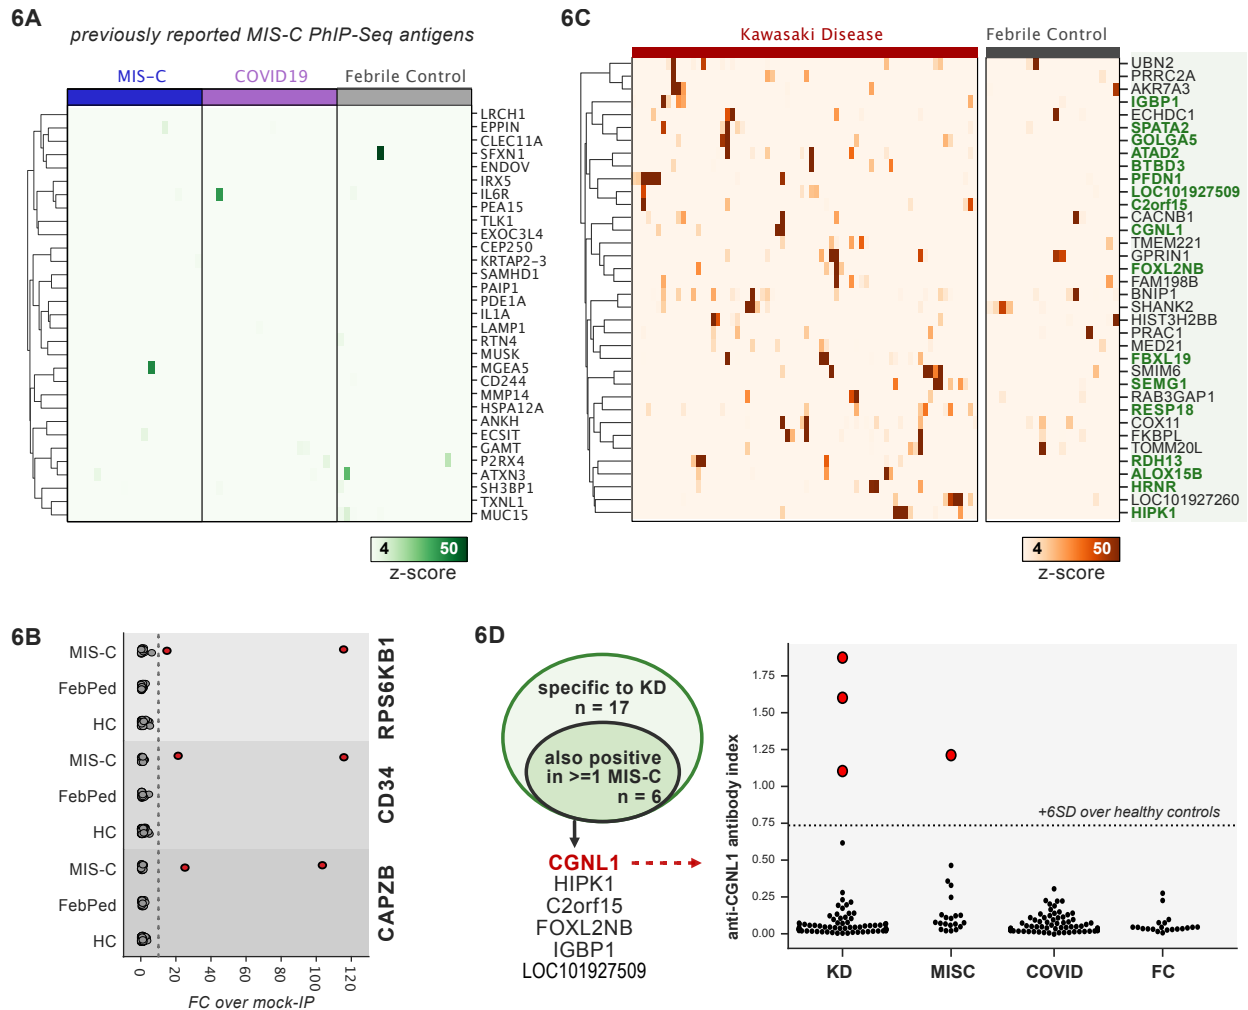 6A
previously reported MIS-C PhIP-Seq antigens
MIS-C
COVID19
Febrile Control
LRCH1
EPPIN
CLEC11A
SFXN1
ENDOV
IRX5
IL6R
PEA15
TLK1
EXOC3L4
CEP250
KRTAP2-3
SAMHD1
PAIP1
PDE1A
IL1A
LAMP1
RTN4
MUSK
MGEA5
CD244
MMP14
HSPA12A
ANKH
ECSIT
GAMT
P2RX4
ATXN3
SH3BP1
TXNL1
MUC15
4
50
z-score
6C
Kawasaki Disease
Febrile Control
UBN2
PRRC2A
AKR7A3
IGBP1
ECHDC1
SPATA2
GOLGA5
ATAD2
BTBD3
PFDN1
LOC101927509
C2orf15
CACNB1
CGNL1
TMEM221
GPRIN1
FOXL2NB
FAM198B
BNIP1
SHANK2
HIST3H2BB
PRAC1
MED21
FBXL19
SMIM6
SEMG1
RAB3GAP1
RESP18
COX11
FKBPL
TOMM20L
RDH13
ALOX15B
HRNR
LOC101927260
HIPK1
4
50
z-score
6B
MIS-C
FebPed
HC
RPS6KB1
MIS-C
FebPed
HC
CD34
MIS-C
FebPed
HC
CAPZB
0
20
40
60
80
100
120
FC over mock-IP
6D
specific to KD
n = 17
also positive
in >=1 MIS-C
n = 6
CGNL1
HIPK1
C2orf15
FOXL2NB
IGBP1
LOC101927509
anti-CGNL1 antibody index
1.75
1.50
1.25
1.00
0.75
0.50
0.25
0.00
+6SD over healthy controls
KD
MISC
COVID
FC